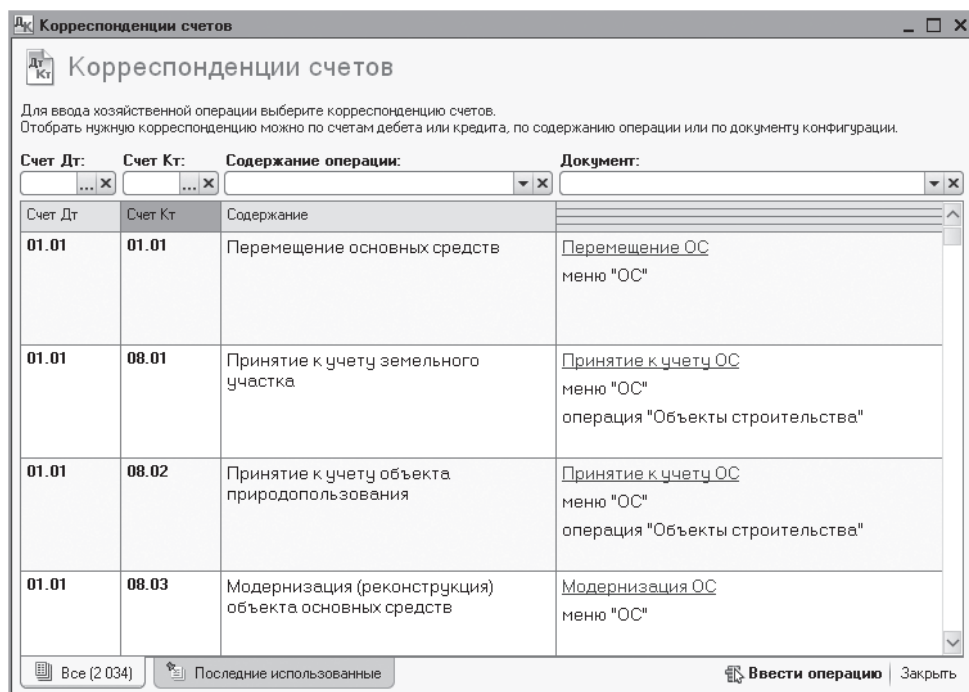 Дт Кт Корреспонденции счетов
Дт Кт Корреспонденции счетов
Для ввода хозяйственной операции выберите корреспонденцию счетов.
Отобрать нужную корреспонденцию можно по счетам дебета или кредита, по содержанию операции или по документу конфигурации.
Счет Дт: Счет Кт: Содержание операции: Документ:
... ...
Счет Дт Счет Кт Содержание
01.01 01.01 Перемещение основных средств Перемещение ОС
меню "ОС"
01.01 08.01 Принятие к учету земельного Принятие к учету ОС
участка меню "ОС"
операция "Объекты строительства"
01.01 08.02 Принятие к учету объекта Принятие к учету ОС
природопользования меню "ОС"
операция "Объекты строительства"
01.01 08.03 Модернизация (реконструкция) Модернизация ОС
объекта основных средств меню "ОС"
Все (2 034) Последние использованные Ввести операцию Закрыть